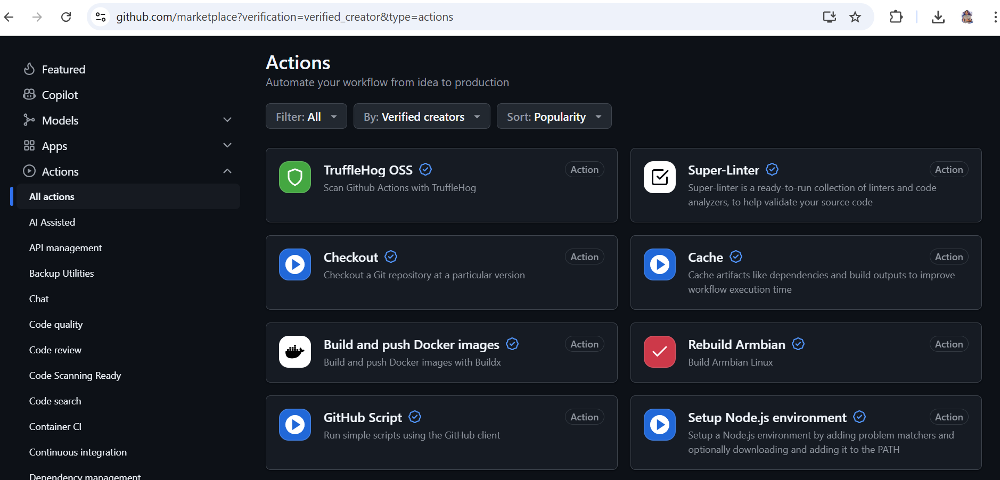 github.com/marketplace?verification=verified_creator&type=actions
Featured
Copilot
Models
Apps
Actions
All actions
AI Assisted
API management
Backup Utilities
Chat
Code quality
Code review
Code Scanning Ready
Code search
Container CI
Continuous integration
Dependency management
Actions
Automate your workflow from idea to production
Filter: All
By: Verified creators
Sort: Popularity
TruffleHog OSS
Action
Scan Github Actions with TruffleHog
Super-Linter
Action
Super-linter is a ready-to-run collection of linters and code
analyzers, to help validate your source code
Checkout
Action
Checkout a Git repository at a particular version
Cache
Action
Cache artifacts like dependencies and build outputs to improve
workflow execution time
Build and push Docker images
Action
Build and push Docker images with Buildx
Rebuild Armbian
Action
Build Armbian Linux
GitHub Script
Action
Run simple scripts using the GitHub client
Setup Node.js environment
Action
Setup a Node.js environment by adding problem matchers and
optionally downloading and adding it to the PATH